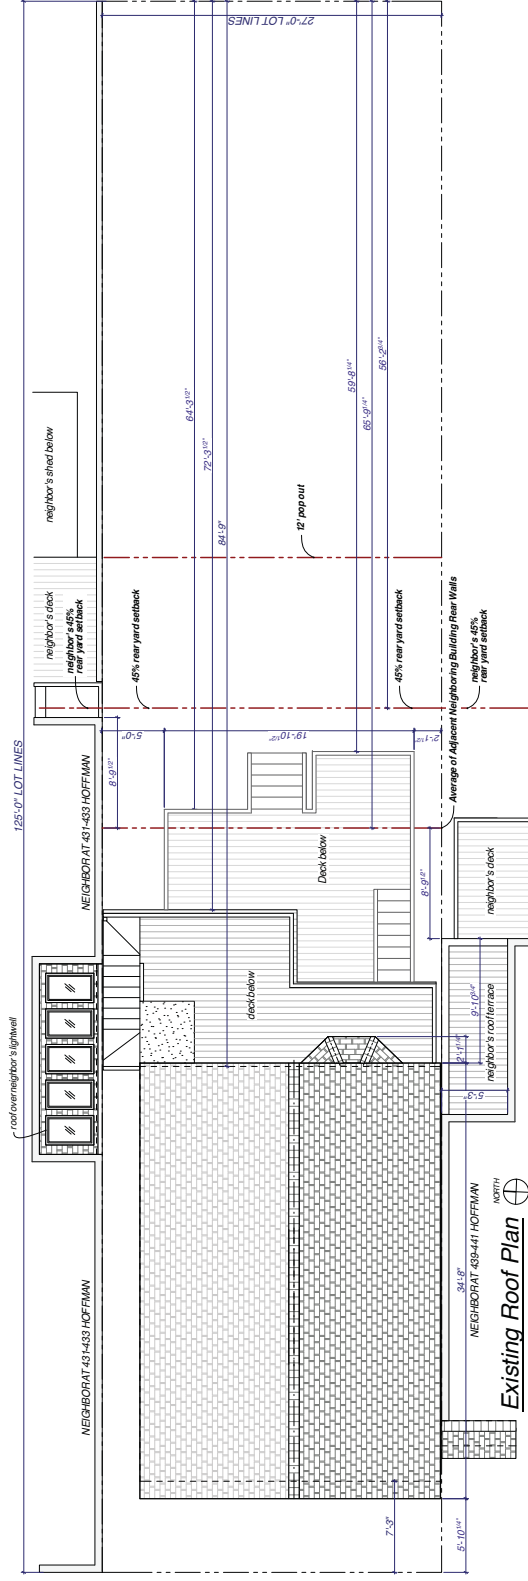 125'-0" LOT LINES
27'-0" LOT LINES
roof over neighbor's lightwell
NEIGHBOR AT 431-433 HOFFMAN
NEIGHBOR AT 431-433 HOFFMAN
neighbor's deck
neighbor's shed below
neighbor's 45%
rear yard setback
45% rear yard setback
8'-9 1/2"
5'-0"
64'-3 1/2"
72'-3 1/2"
84'-9"
12' pop out
59'-8 1/4"
65'-9 1/4"
56'-2 3/4"
19'-10 1/2"
2'-1 1/2"
45% rear yard setback
deck below
Deck below
8'-9 1/2"
Average of Adjacent Neighboring Building Rear Walls
neighbor's 45%
rear yard setback
7'-3"
5'-10 1/4"
34'-8"
2'-1 1/4"
9'-10 3/4"
5'-3"
neighbor's roof terrace
neighbor's deck
NEIGHBOR AT 439-441 HOFFMAN
NORTH
Existing Roof Plan